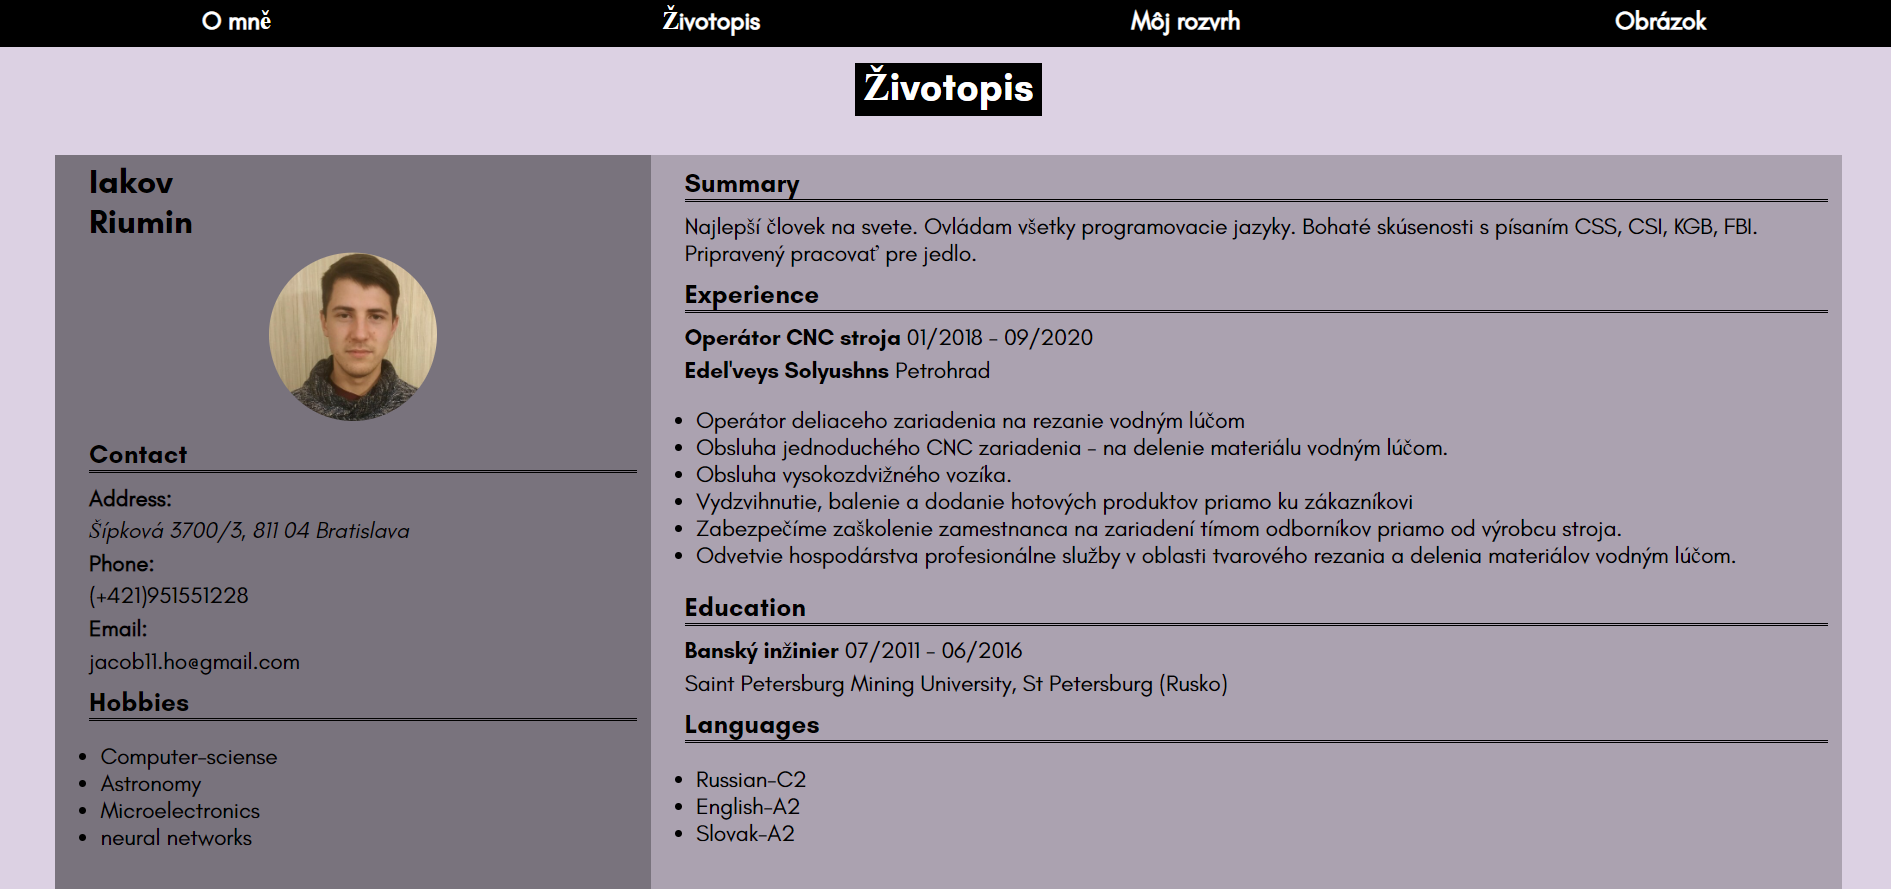 O mně
Životopis
Môj rozvrh
Obrázok
Životopis
Iakov
Riumin
Contact
Address:
Šípková 3700/3, 811 04 Bratislava
Phone:
(+421)951551228
Email:
jacob11.ho@gmail.com
Hobbies
Computer-sciense
Astronomy
Microelectronics
neural networks
Summary
Najlepší človek na svete. Ovládam všetky programovacie jazyky. Bohaté skúsenosti s písaním CSS, CSI, KGB, FBI.
Pripravený pracovať pre jedlo.
Experience
Operátor CNC stroja 01/2018 - 09/2020
Edel'veys Solyushns Petrohrad
Operátor deliaceho zariadenia na rezanie vodným lúčom
Obsluha jednoduchého CNC zariadenia - na delenie materiálu vodným lúčom.
Obsluha vysokozdvižného vozíka.
Vydzvihnutie, balenie a dodanie hotových produktov priamo ku zákazníkovi
Zabezpečíme zaškolenie zamestnanca na zariadení tímom odborníkov priamo od výrobcu stroja.
Odvetvie hospodárstva profesionálne služby v oblasti tvarového rezania a delenia materiálov vodným lúčom.
Education
Banský inžinier 07/2011 - 06/2016
Saint Petersburg Mining University, St Petersburg (Rusko)
Languages
Russian-C2
English-A2
Slovak-A2